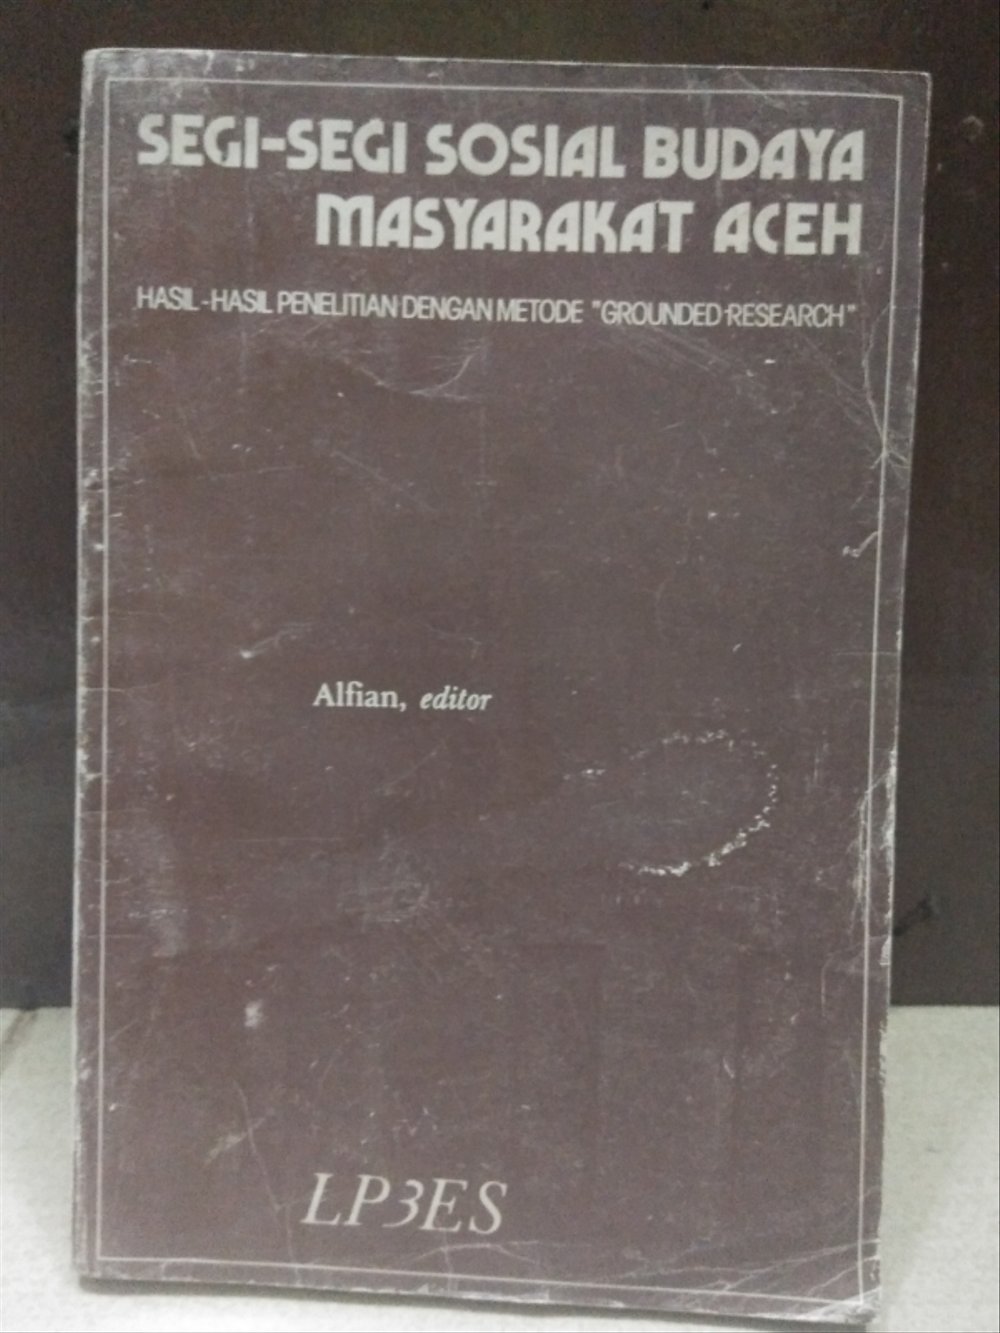 SEGI-SEGI SOSIAL BUDAYA
MASYARAKAT ACEH
HASIL-HASIL PENELITIAN DENGAN METODE "GROUNDED RESEARCH"
Alfian, editor
LP3ES